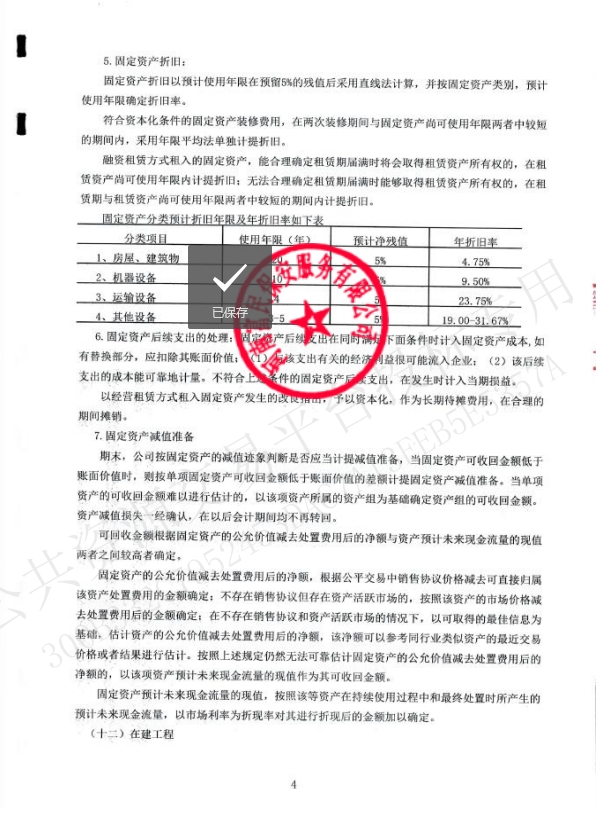 5.固定资产折旧：
固定资产折旧以预计使用年限在预留5%的残值后采用直线法计算，并按固定资产类别，预计
使用年限确定折旧率。
符合资本化条件的固定资产装修费用，在两次装修期间与固定资产尚可使用年限两者中较短
的期间内，采用年限平均法单独计提折旧。
融资租赁方式租入的固定资产，能合理确定租赁期届满时将会取得租赁资产所有权的，在租
赁资产尚可使用年限内计提折旧；无法合理确定租赁期届满时能够取得租赁资产所有权的，在租
赁期与租赁资产尚可使用年限两者中较短的期间内计提折旧。
固定资产分类预计折旧年限及年折旧率如下表
分类项目 使用年限（年） 预计净残值 年折旧率
1、房屋、建筑物 5% 4.75%
2、机器设备 10 9.50%
3、运输设备 4 23.75%
4、其他设备 3-5 5% 19.00-31.67%
已保存
保安服务有限公司
6.固定资产后续支出的处理：固定资产后续支出在同时满足下面条件时计入固定资产成本,如
有替换部分，应扣除其账面价值：（1）与该支出有关的经济利益很可能流入企业；（2）该后续
支出的成本能可靠地计量。不符合上述条件的固定资产后续支出，在发生时计入当期损益。
以经营租赁方式租入固定资产发生的改良支出，予以资本化，作为长期待摊费用，在合理的
期间摊销。
7.固定资产减值准备
期末，公司按固定资产的减值迹象判断是否应当计提减值准备，当固定资产可收回金额低于
账面价值时，则按单项固定资产可收回金额低于账面价值的差额计提固定资产减值准备。当单项
资产的可收回金额难以进行估计的，以该项资产所属的资产组为基础确定资产组的可收回金额。
资产减值损失一经确认，在以后会计期间均不再转回。
可回收金额根据固定资产的公允价值减去处置费用后的净额与资产预计未来现金流量的现值
两者之间较高者确定。
固定资产的公允价值减去处置费用后的净额，根据公平交易中销售协议价格减去可直接归属
该资产处置费用的金额确定；不存在销售协议但存在资产活跃市场的，按照该资产的市场价格减
去处置费用后的金额确定；在不存在销售协议和资产活跃市场的情况下，以可取得的最佳信息为
基础，估计资产的公允价值减去处置费用后的净额，该净额可以参考同行业类似资产的最近交易
价格或者结果进行估计。按照上述规定仍然无法可靠估计固定资产的公允价值减去处置费用后的
净额的，以该项资产预计未来现金流量的现值作为其可收回金额。
固定资产预计未来现金流量的现值，按照该等资产在持续使用过程中和最终处置时所产生的
预计未来现金流量，以市场利率为折现率对其进行折现后的金额加以确定。
（十二）在建工程
4